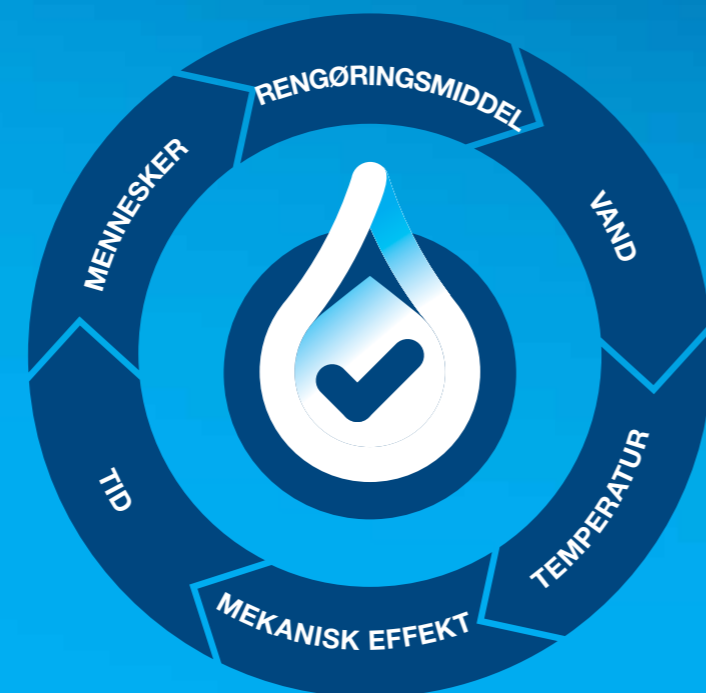 RENGØRINGSMIDDEL
VAND
TEMPERATUR
MEKANISK EFFEKT
TID
MENNESKER